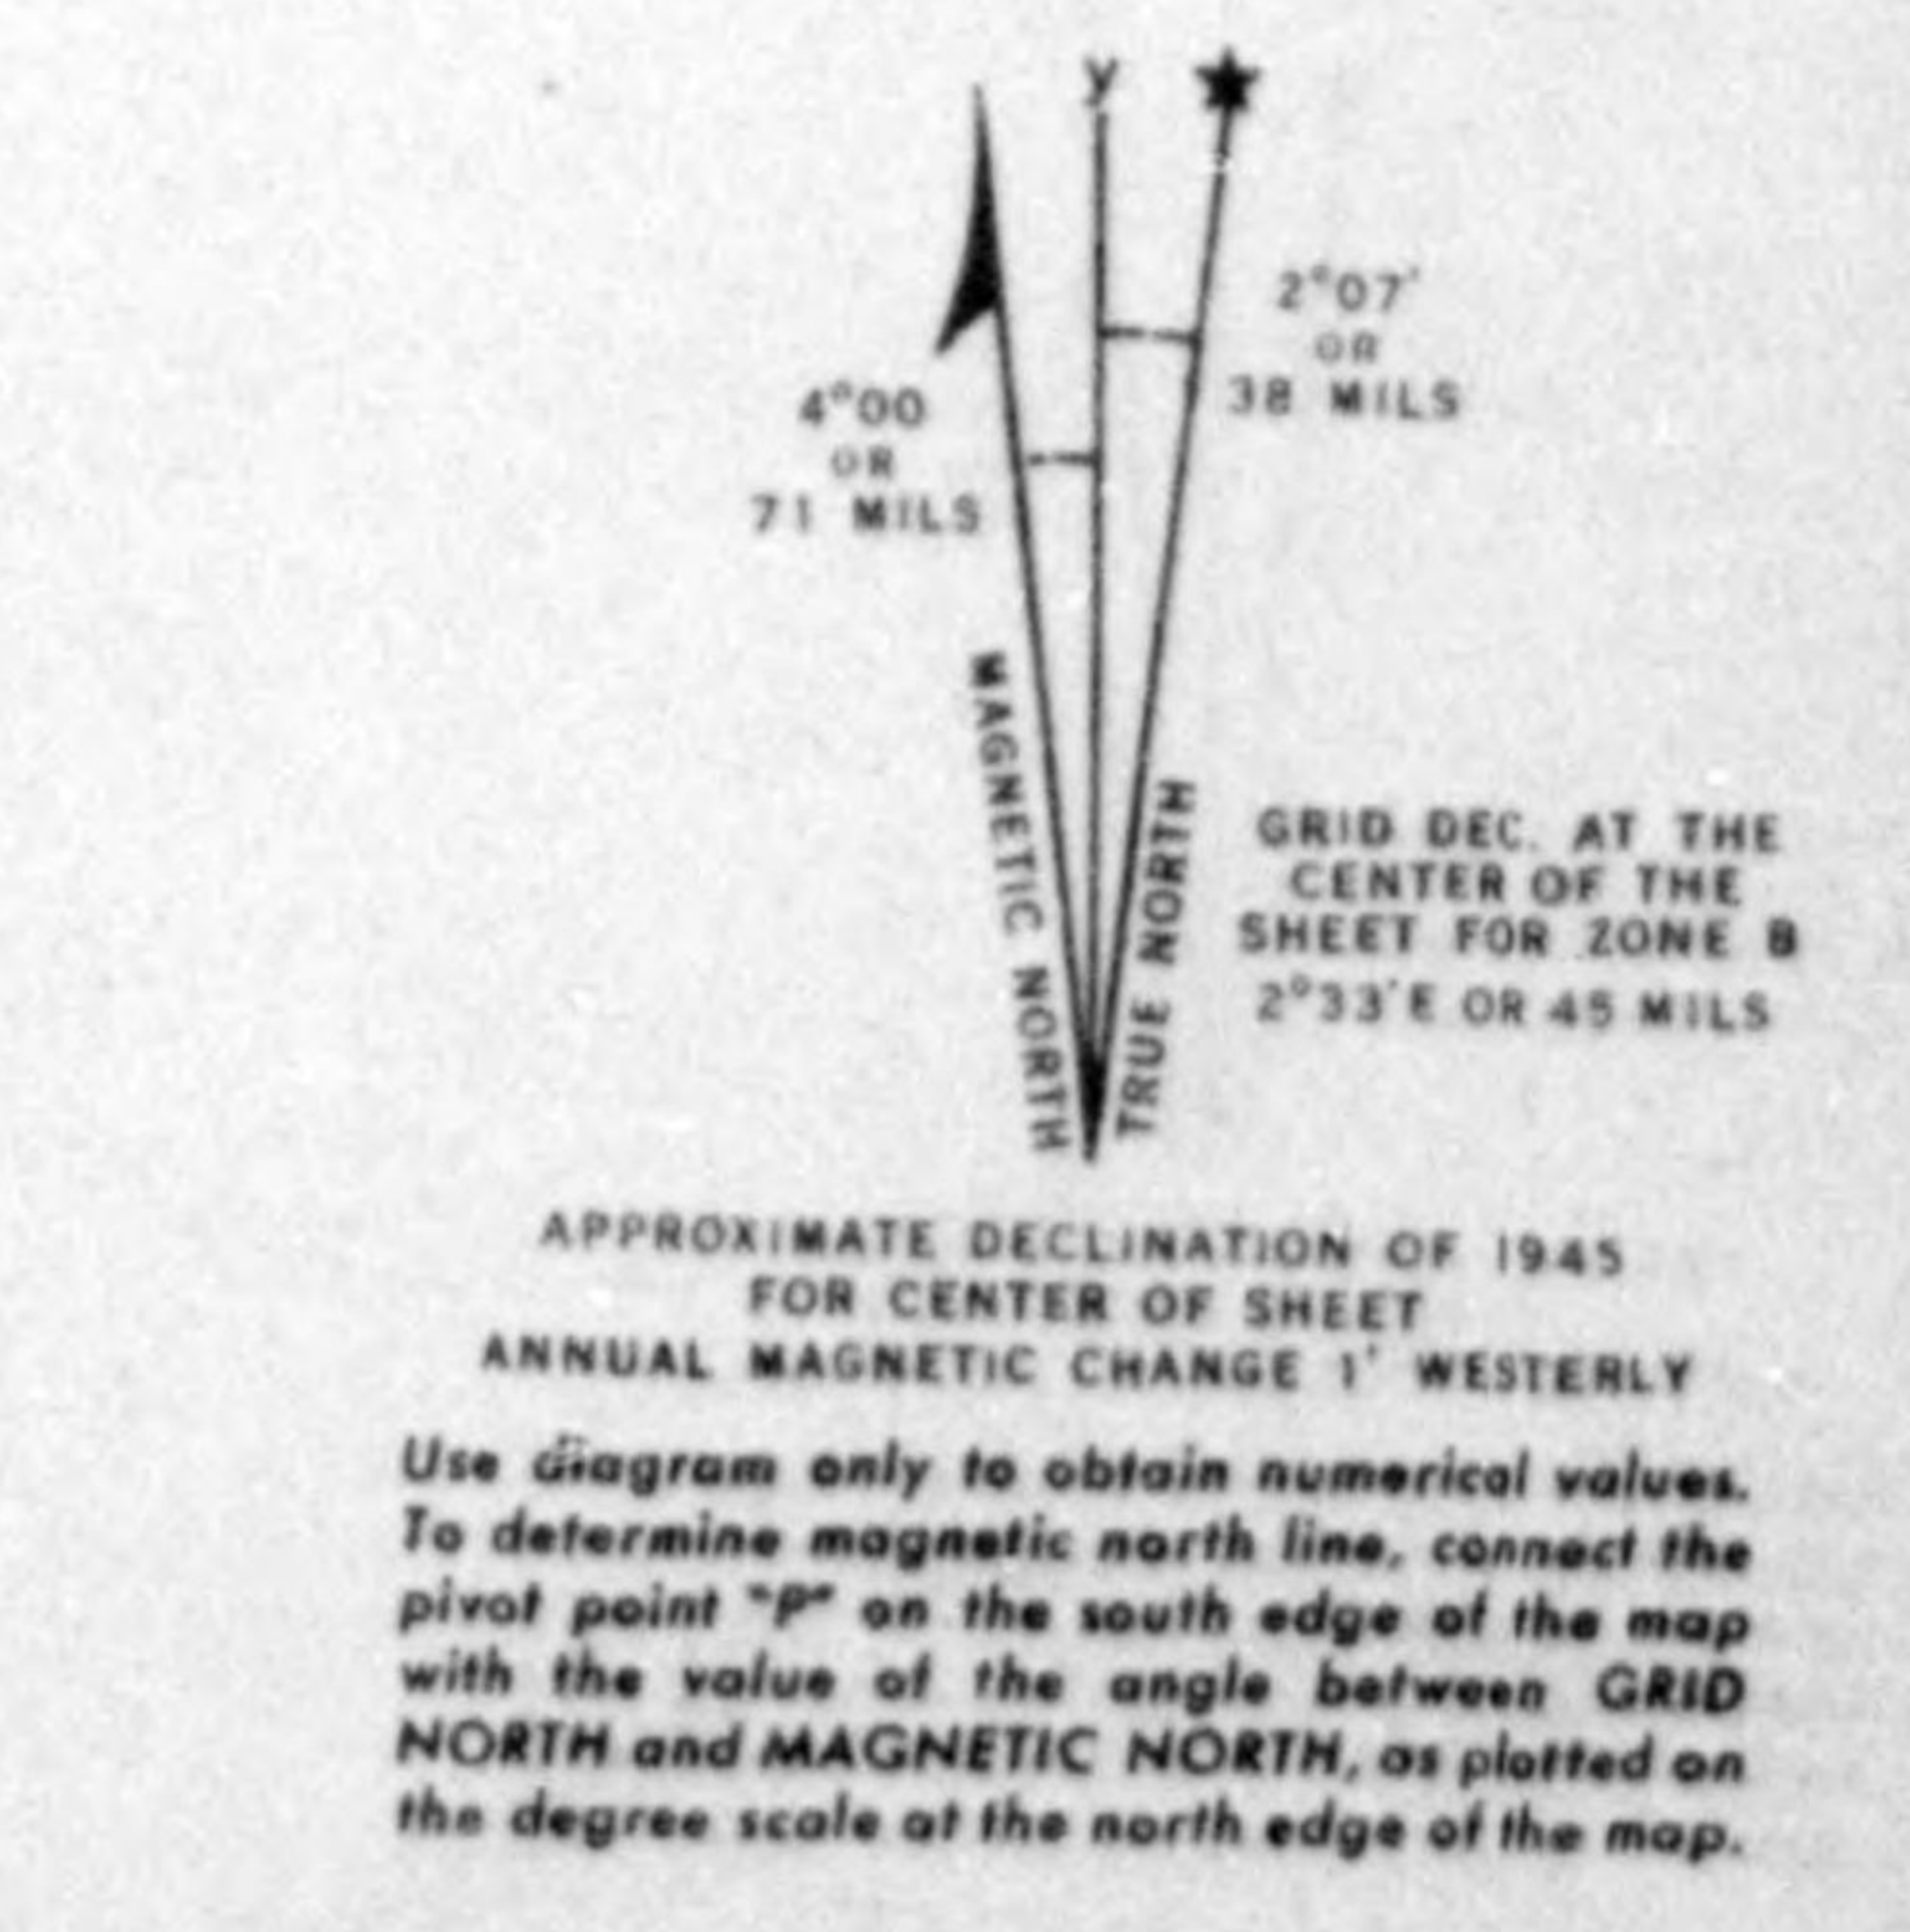 Y
2°07'
OR
38 MILS
4°00
OR
71 MILS
MAGNETIC NORTH
TRUE NORTH
GRID DEC. AT THE
CENTER OF THE
SHEET FOR ZONE B
2°33'E OR 45 MILS
APPROXIMATE DECLINATION OF 1945
FOR CENTER OF SHEET
ANNUAL MAGNETIC CHANGE 1' WESTERLY
Use diagram only to obtain numerical values.
To determine magnetic north line, connect the
pivot point "P" on the south edge of the map
with the value of the angle between GRID
NORTH and MAGNETIC NORTH, as plotted on
the degree scale at the north edge of the map.